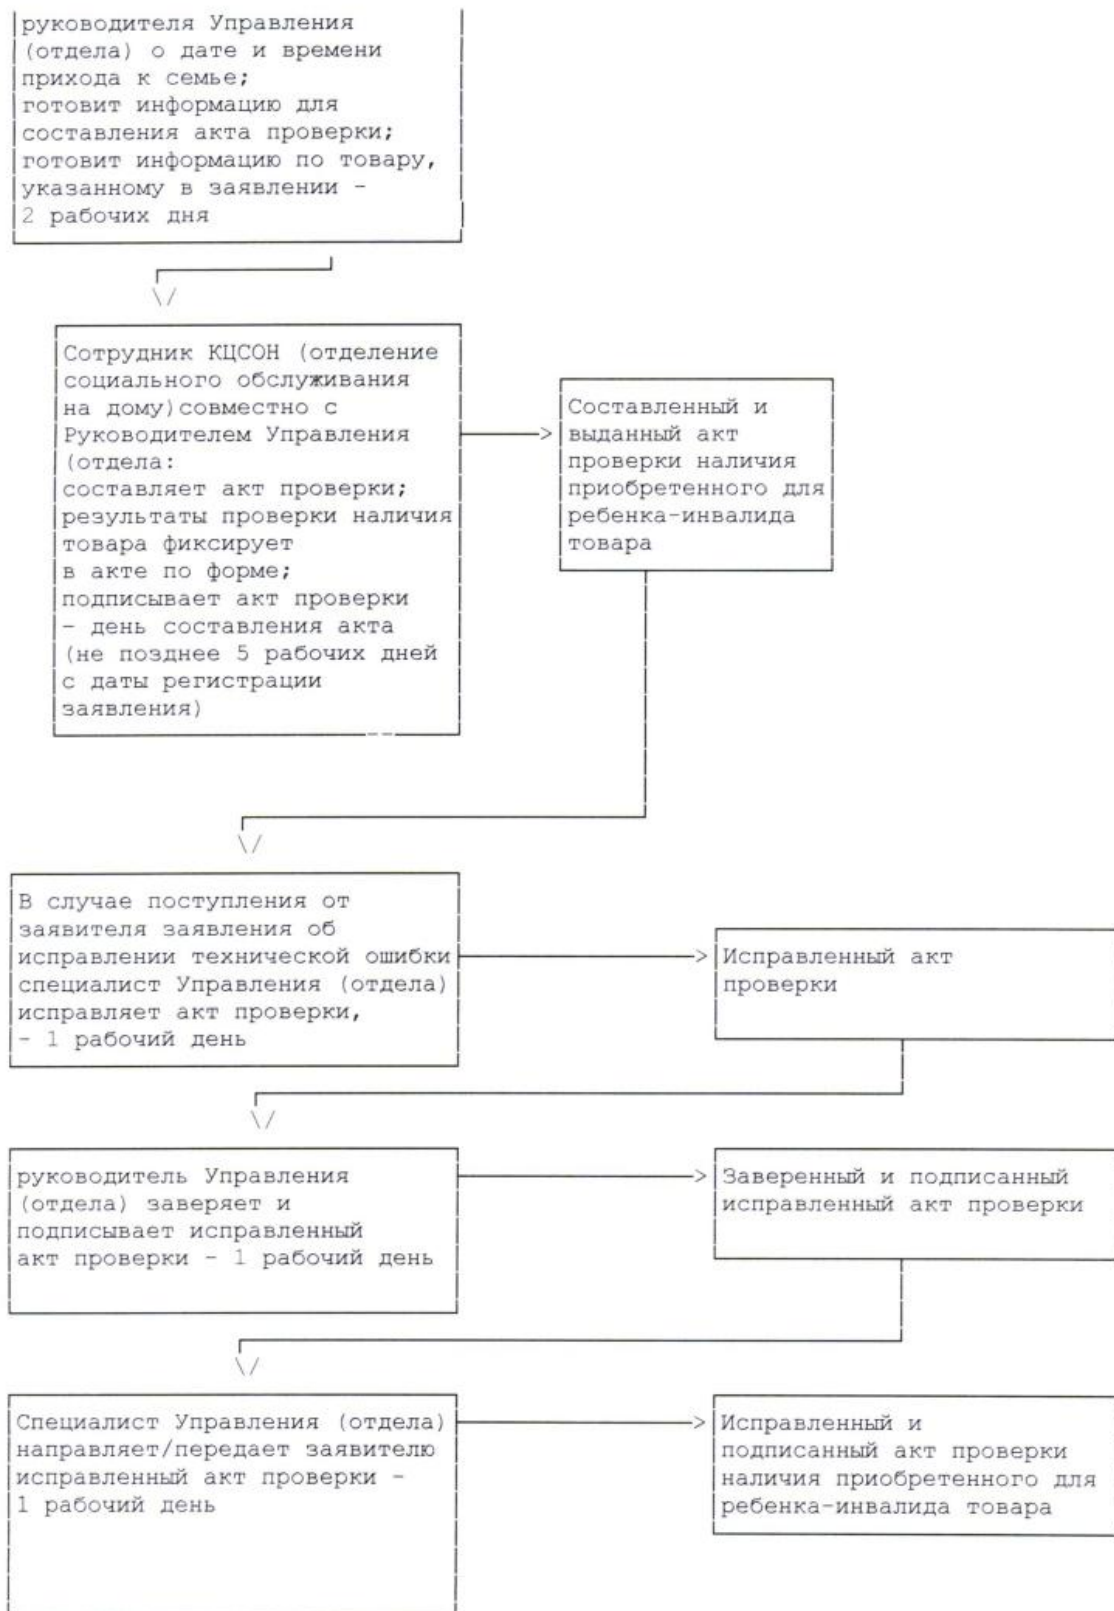 руководителя Управления
(отдела) о дате и времени
прихода к семье;
готовит информацию для
составления акта проверки;
готовит информацию по товару,
указанному в заявлении -
2 рабочих дня
Сотрудник КЦСОН (отделение
социального обслуживания
на дому)совместно с
Руководителем Управления
(отдела:
составляет акт проверки;
результаты проверки наличия
товара фиксирует
в акте по форме;
подписывает акт проверки
- день составления акта
(не позднее 5 рабочих дней
с даты регистрации
заявления)
Составленный и
выданный акт
проверки наличия
приобретенного для
ребенка-инвалида
товара
В случае поступления от
заявителя заявления об
исправлении технической ошибки
специалист Управления (отдела)
исправляет акт проверки,
- 1 рабочий день
Исправленный акт
проверки
руководитель Управления
(отдела) заверяет и
подписывает исправленный
акт проверки - 1 рабочий день
Заверенный и подписанный
исправленный акт проверки
Специалист Управления (отдела)
направляет/передает заявителю
исправленный акт проверки -
1 рабочий день
Исправленный и
подписанный акт проверки
наличия приобретенного для
ребенка-инвалида товара